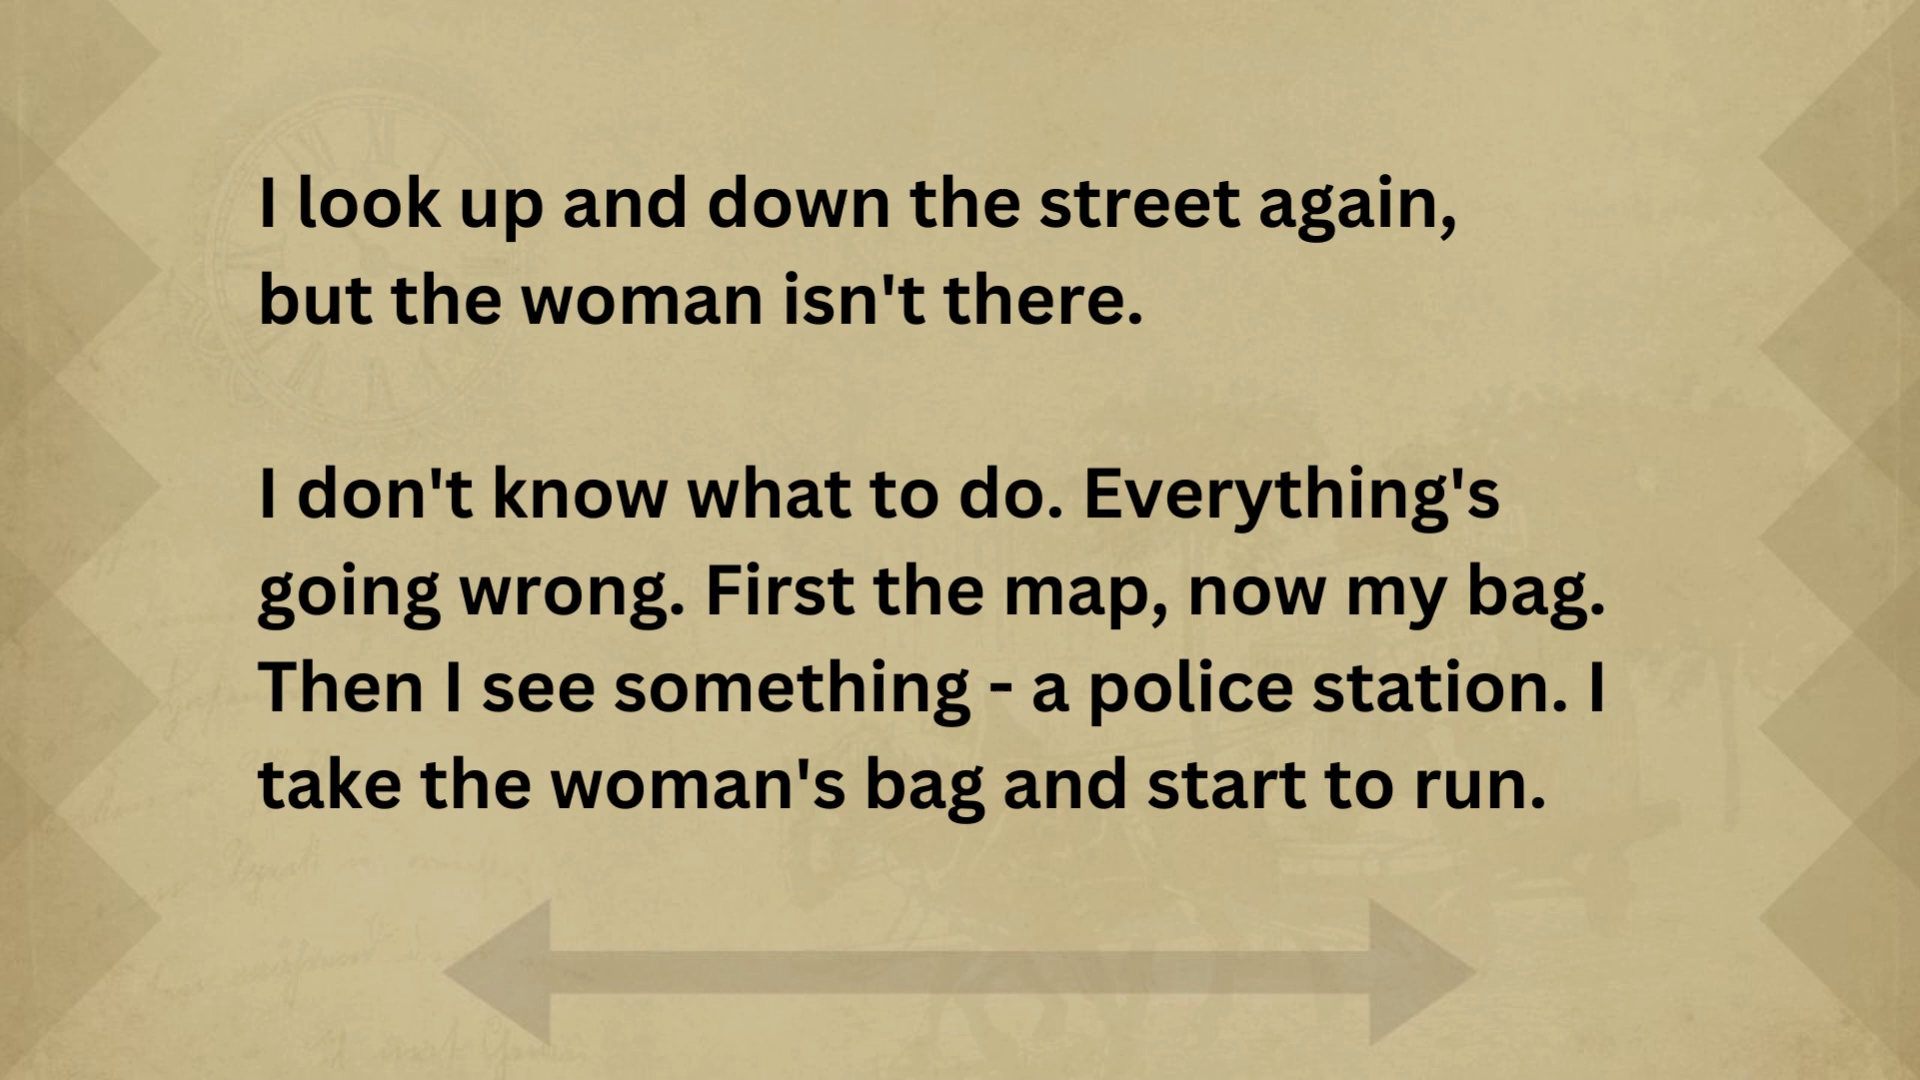 I look up and down the street again,
but the woman isn't there.
I don't know what to do. Everything's
going wrong. First the map, now my bag.
Then I see something - a police station. I
take the woman's bag and start to run.